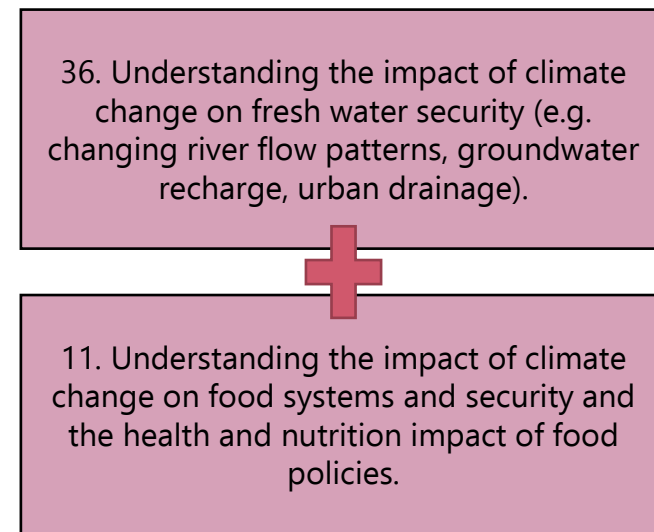 36. Understanding the impact of climate
change on fresh water security (e.g.
changing river flow patterns, groundwater
recharge, urban drainage).
11. Understanding the impact of climate
change on food systems and security and
the health and nutrition impact of food
policies.